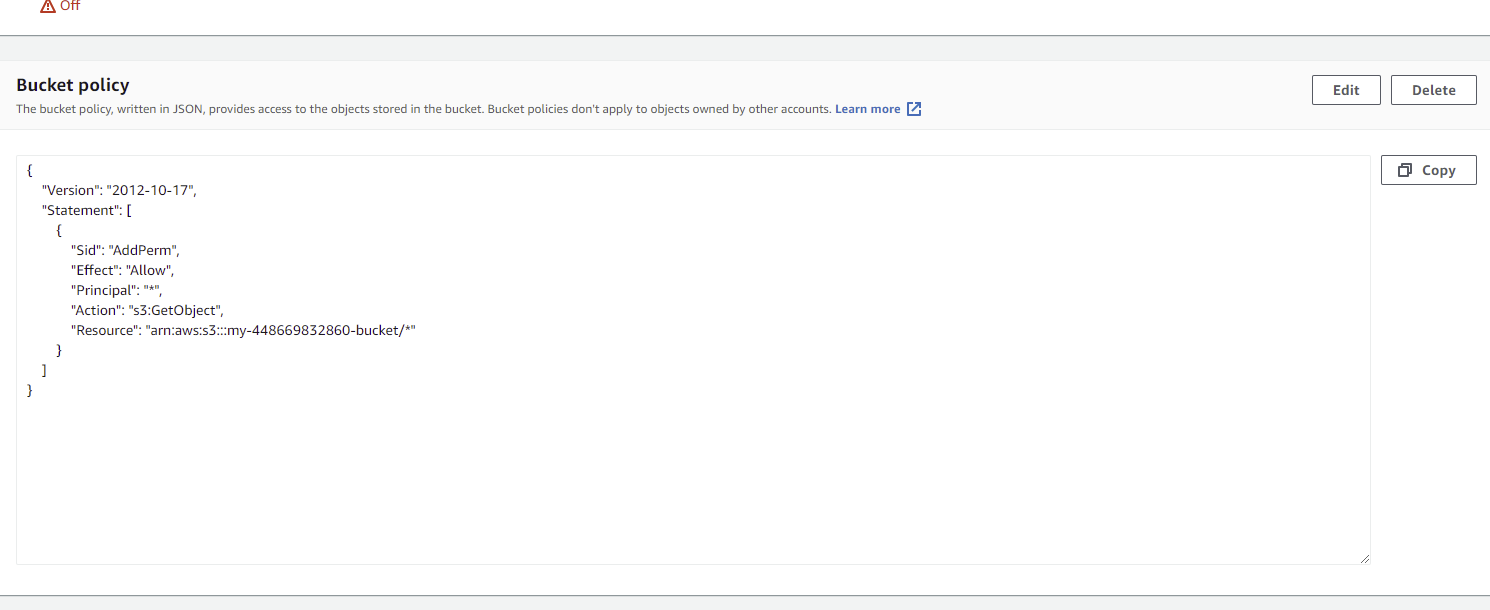 Off
Bucket policy
Edit
Delete
The bucket policy, written in JSON, provides access to the objects stored in the bucket. Bucket policies don't apply to objects owned by other accounts. Learn more
Copy
{
"Version": "2012-10-17",
"Statement": [
{
"Sid": "AddPerm",
"Effect": "Allow",
"Principal": "*",
"Action": "s3:GetObject",
"Resource": "arn:aws:s3:::my-448669832860-bucket/*"
}
]
}